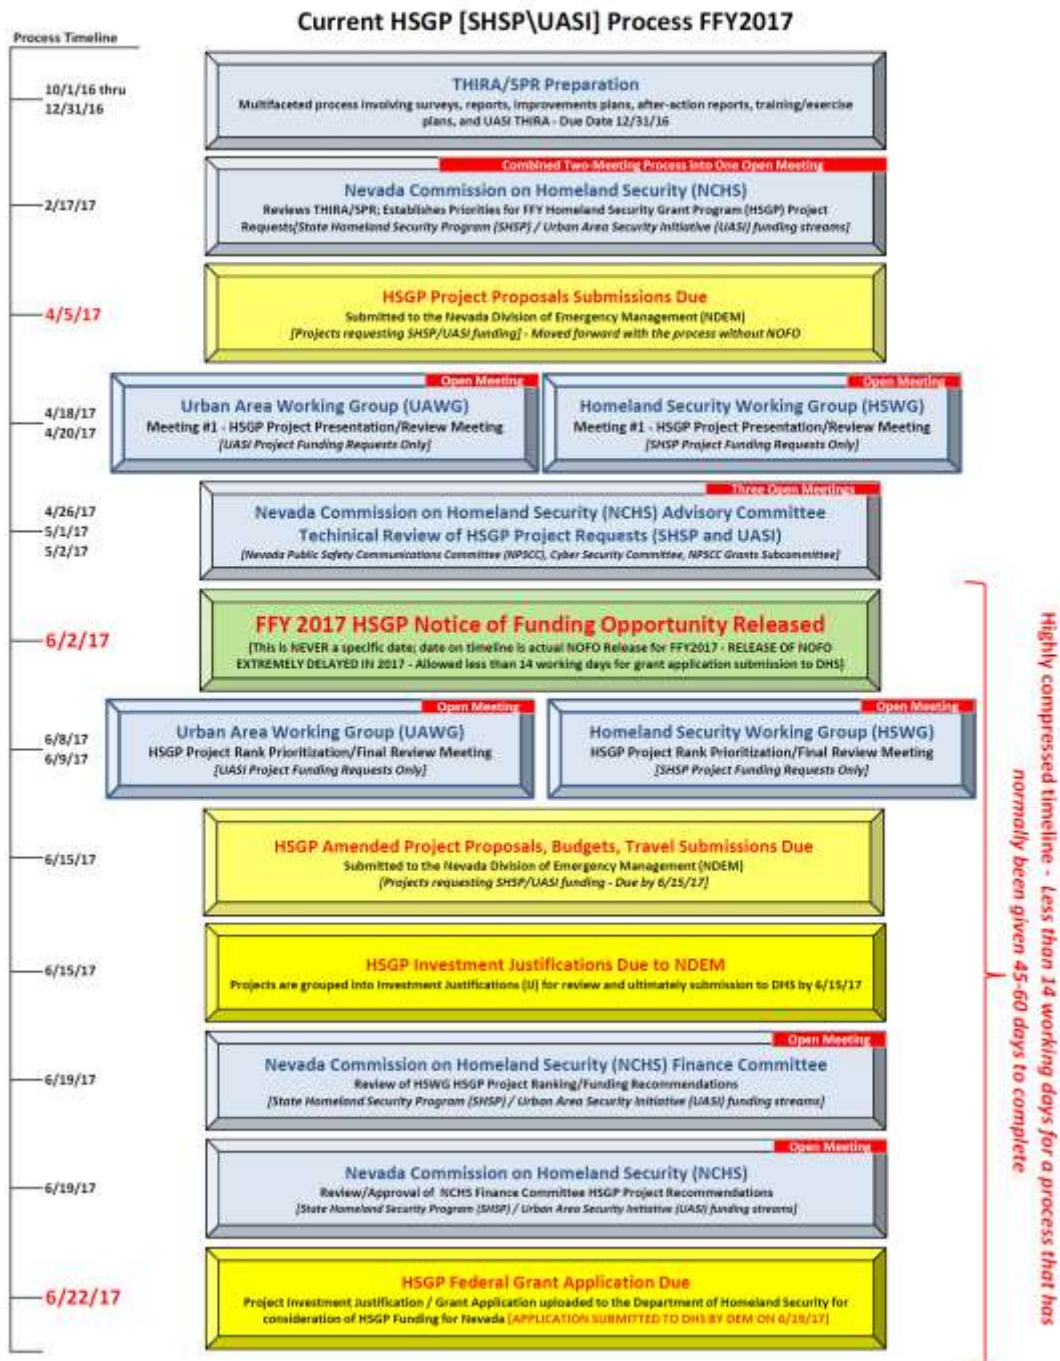 Current HSGP [SHSP\UASI] Process FFY2017
Process Timeline
10/1/16 thru
12/31/16
THIRA/SPR Preparation
Multifaceted process involving surveys, reports, improvements plans, after-action reports, training/exercise
plans, and UASI THIRA - Due Date 12/31/16
2/17/17
Combined Two-Meeting Process into One Open Meeting
Nevada Commission on Homeland Security (NCHS)
Reviews THIRA/SPR; Establishes Priorities for FFY Homeland Security Grant Program (HSGP) Project
Requests[State Homeland Security Program (SHSP) / Urban Area Security Initiative (UASI) funding streams]
4/5/17
HSGP Project Proposals Submissions Due
Submitted to the Nevada Division of Emergency Management (NDEM)
[Projects requesting SHSP/UASI funding] - Moved forward with the process without NOFO
4/18/17
4/20/17
Open Meeting
Urban Area Working Group (UAWG)
Meeting #1 - HSGP Project Presentation/Review Meeting
[UASI Project Funding Requests Only]
Open Meeting
Homeland Security Working Group (HSWG)
Meeting #1 - HSGP Project Presentation/Review Meeting
[SHSP Project Funding Requests Only]
4/26/17
5/1/17
5/2/17
Three Open Meetings
Nevada Commission on Homeland Security (NCHS) Advisory Committee
Techinical Review of HSGP Project Requests (SHSP and UASI)
[Nevada Public Safety Communications Committee (NPSCC), Cyber Security Committee, NPSCC Grants Subcommittee]
6/2/17
FFY 2017 HSGP Notice of Funding Opportunity Released
[This is NEVER a specific date; date on timeline is actual NOFO Release for FFY2017 - RELEASE OF NOFO
EXTREMELY DELAYED IN 2017 - Allowed less than 14 working days for grant application submission to DHS]
6/8/17
6/9/17
Open Meeting
Urban Area Working Group (UAWG)
HSGP Project Rank Prioritization/Final Review Meeting
[UASI Project Funding Requests Only]
Open Meeting
Homeland Security Working Group (HSWG)
HSGP Project Rank Prioritization/Final Review Meeting
[SHSP Project Funding Requests Only]
6/15/17
HSGP Amended Project Proposals, Budgets, Travel Submissions Due
Submitted to the Nevada Division of Emergency Management (NDEM)
[Projects requesting SHSP/UASI funding - Due by 6/15/17]
6/15/17
HSGP Investment Justifications Due to NDEM
Projects are grouped into Investment Justifications (IJ) for review and ultimately submission to DHS by 6/15/17
6/19/17
Open Meeting
Nevada Commission on Homeland Security (NCHS) Finance Committee
Review of HSWG HSGP Project Ranking/Funding Recommendations
[State Homeland Security Program (SHSP) / Urban Area Security Initiative (UASI) funding streams]
6/19/17
Open Meeting
Nevada Commission on Homeland Security (NCHS)
Review/Approval of NCHS Finance Committee HSGP Project Recommendations
[State Homeland Security Program (SHSP) / Urban Area Security Initiative (UASI) funding streams]
6/22/17
HSGP Federal Grant Application Due
Project Investment Justification / Grant Application uploaded to the Department of Homeland Security for
consideration of HSGP Funding for Nevada [APPLICATION SUBMITTED TO DHS BY DEM ON 6/19/17]
Highly compressed timeline - Less than 14 working days for a process that has
normally been given 45-60 days to complete